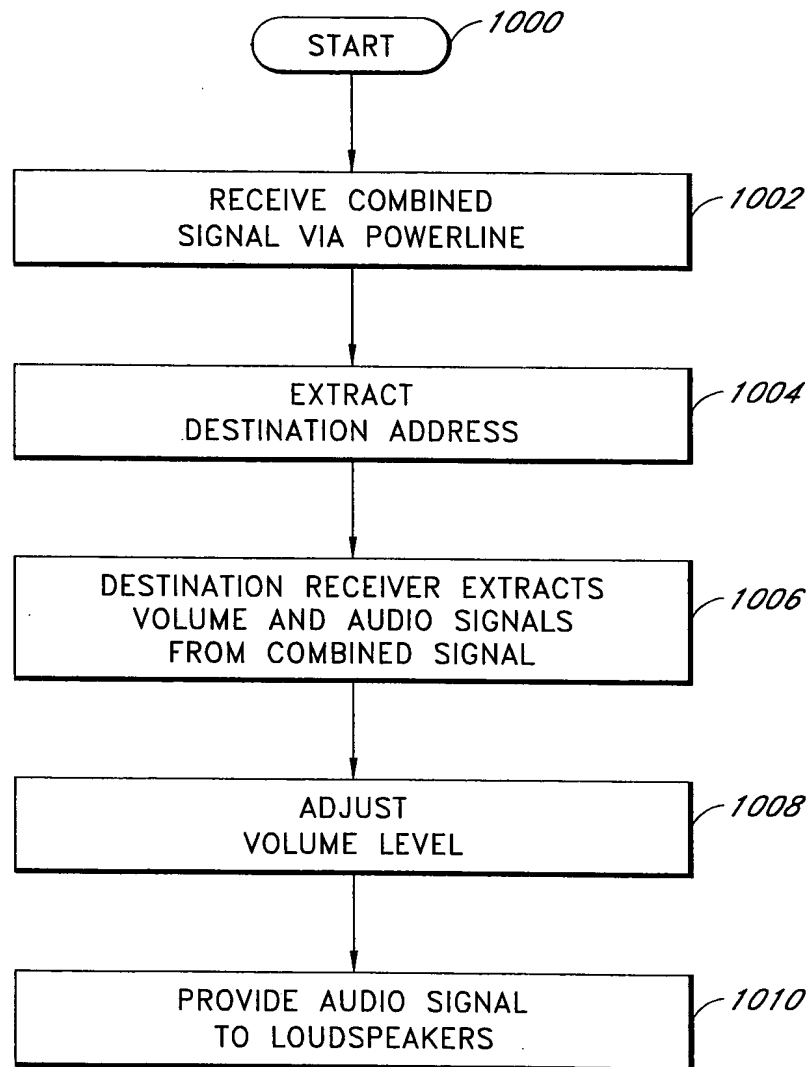 START
1000
RECEIVE COMBINED
SIGNAL VIA POWERLINE
1002
EXTRACT
DESTINATION ADDRESS
1004
DESTINATION RECEIVER EXTRACTS
VOLUME AND AUDIO SIGNALS
FROM COMBINED SIGNAL
1006
ADJUST
VOLUME LEVEL
1008
PROVIDE AUDIO SIGNAL
TO LOUDSPEAKERS
1010